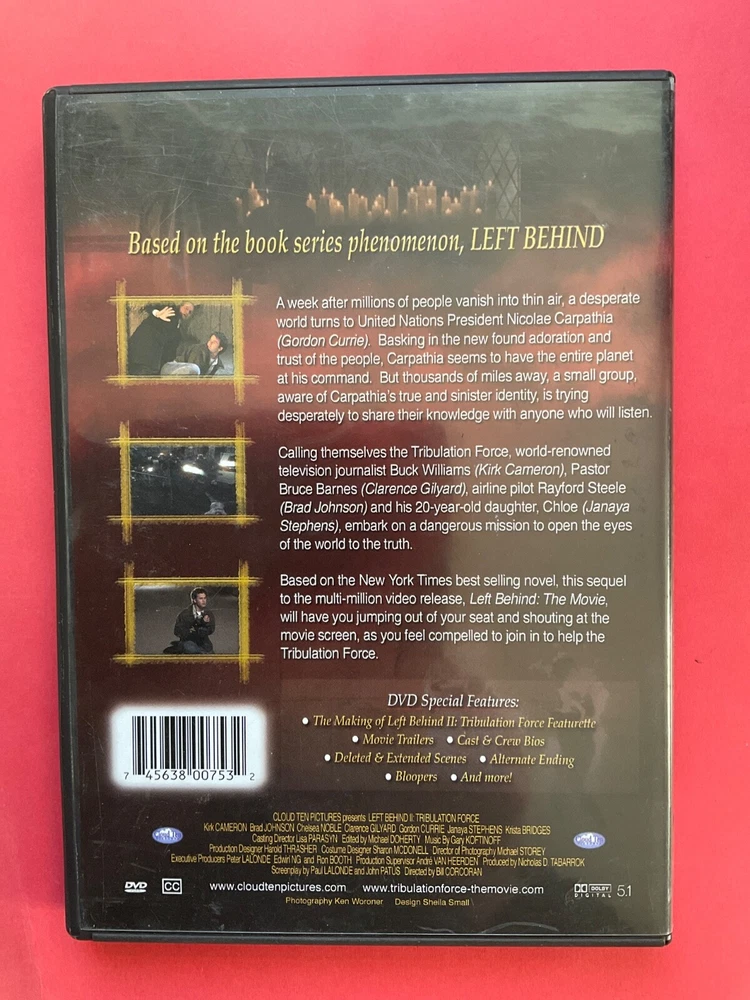 Based on the book series phenomenon, LEFT BEHIND
A week after millions of people vanish into thin air, a desperate
world turns to United Nations President Nicolae Carpathia
(Gordon Currie). Basking in the new found adoration and
trust of the people, Carpathia seems to have the entire planet
at his command. But thousands of miles away, a small group,
aware of Carpathia's true and sinister identity, is trying
desperately to share their knowledge with anyone who will listen.
Calling themselves the Tribulation Force, world-renowned
television journalist Buck Williams (Kirk Cameron), Pastor
Bruce Barnes (Clarence Gilyard), airline pilot Rayford Steele
(Brad Johnson) and his 20-year-old daughter, Chloe (Janaya
Stephens), embark on a dangerous mission to open the eyes
of the world to the truth.
Based on the New York Times best selling novel, this sequel
to the multi-million video release, Left Behind: The Movie,
will have you jumping out of your seat and shouting at the
movie screen, as you feel compelled to join in to help the
Tribulation Force.
DVD Special Features:
• The Making of Left Behind II: Tribulation Force Featurette
• Movie Trailers • Cast & Crew Bios
• Deleted & Extended Scenes • Alternate Ending
• Bloopers • And more!
7 45638 00753 2
CLOUD TEN PICTURES presents LEFT BEHIND II: TRIBULATION FORCE
Kirk CAMERON Brad JOHNSON Chelsea NOBLE Clarence GILYARD Gordon CURRIE Janaya STEPHENS Krista BRIDGES
Casting Director Lisa PARASYN Edited by Michael DOHERTY Music By Gary KOFTINOFF
Production Designer Harold THRASHER Costume Designer Sharon MCDONELL Director of Photography Michael STOREY
Executive Producers Peter LALONDE Edwin NG and Ron BOOTH Production Supervisor André VAN HEERDEN Produced by Nicholas D. TABARROK
Screenplay by Paul LALONDE and John PATUS Directed by Bill CORCORAN
DVD CC www.cloudtenpictures.com www.tribulationforce-themovie.com DOLBY DIGITAL 5.1
Photography Ken Woroner Design Sheila Small